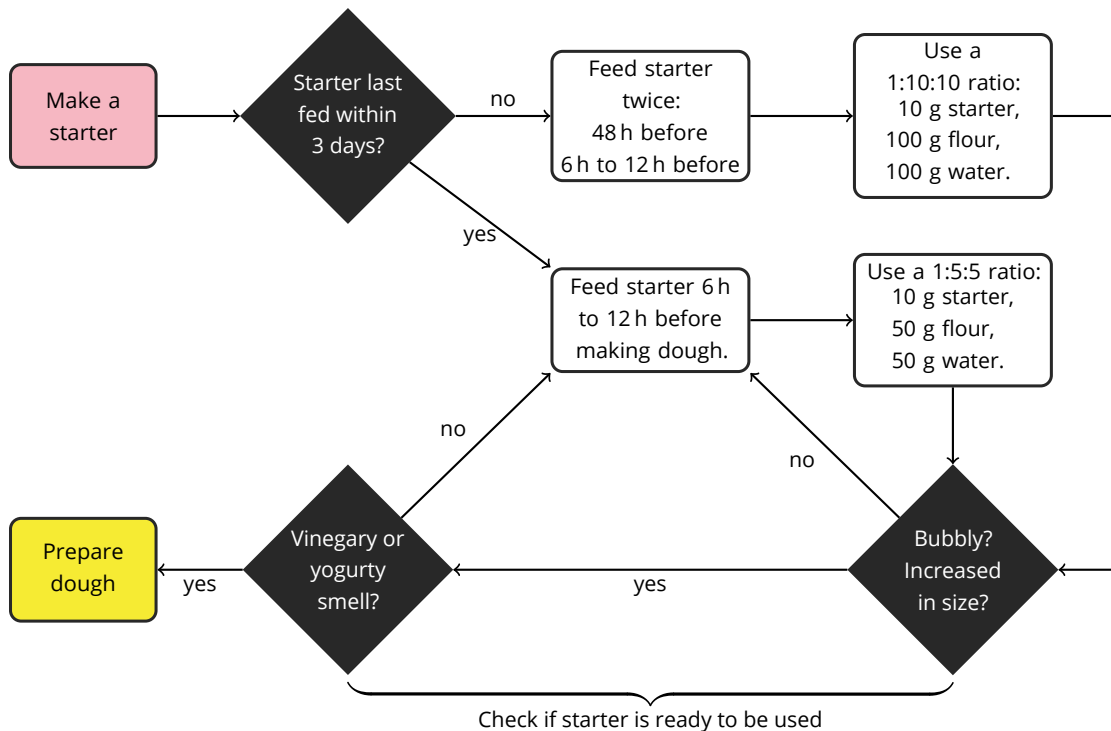 Make a
starter
Starter last
fed within
3 days?
no
Feed starter
twice:
48 h before
6 h to 12 h before
Use a
1:10:10 ratio:
10 g starter,
100 g flour,
100 g water.
yes
Feed starter 6 h
to 12 h before
making dough.
Use a 1:5:5 ratio:
10 g starter,
50 g flour,
50 g water.
no
no
Prepare
dough
yes
Vinegary or
yogurty
smell?
yes
Bubbly?
Increased
in size?
Check if starter is ready to be used